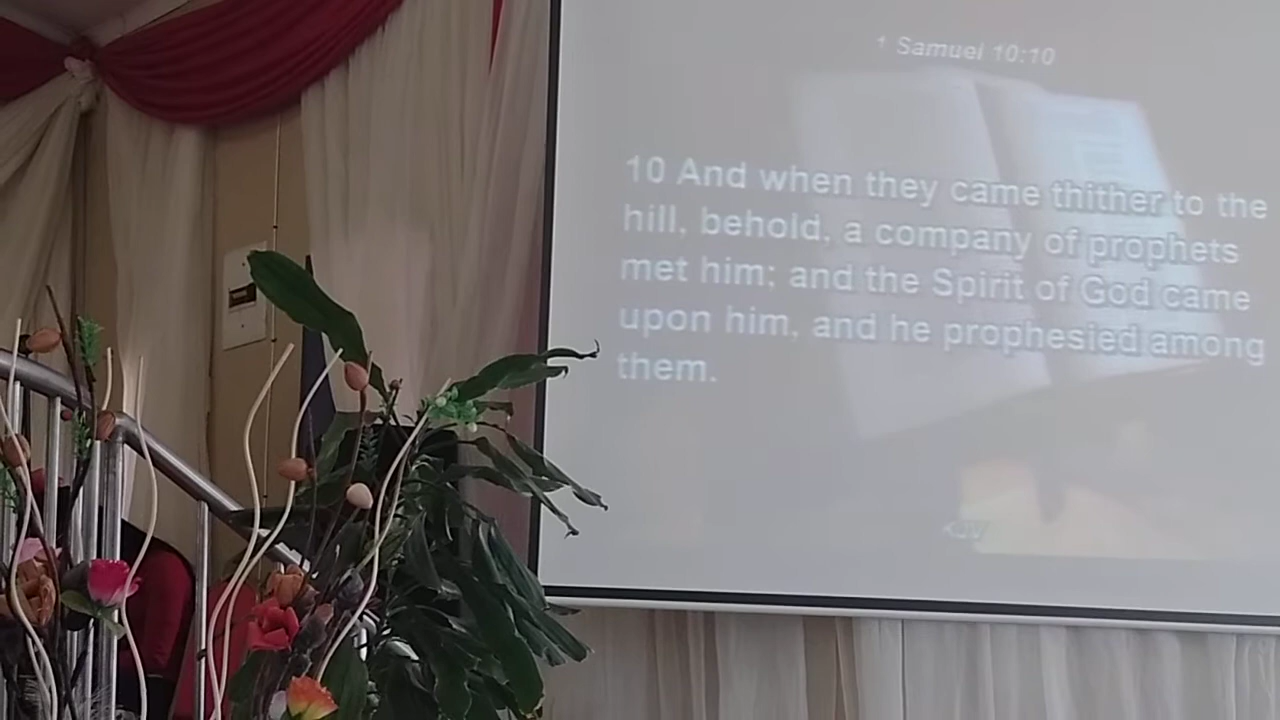 1 Samuel 10:10
10 And when they came thither to the
hill, behold, a company of prophets
met him; and the Spirit of God came
upon him, and he prophesied among
them.